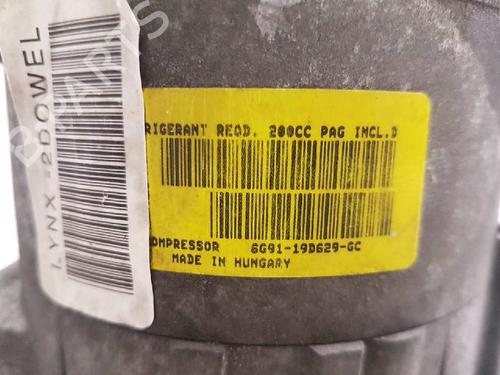 LYNX -2DOWEL
RIGERANT REQD. 200CC PAG INCL.D
OMPRESSOR 6G91-19D629-GC
MADE IN HUNGARY